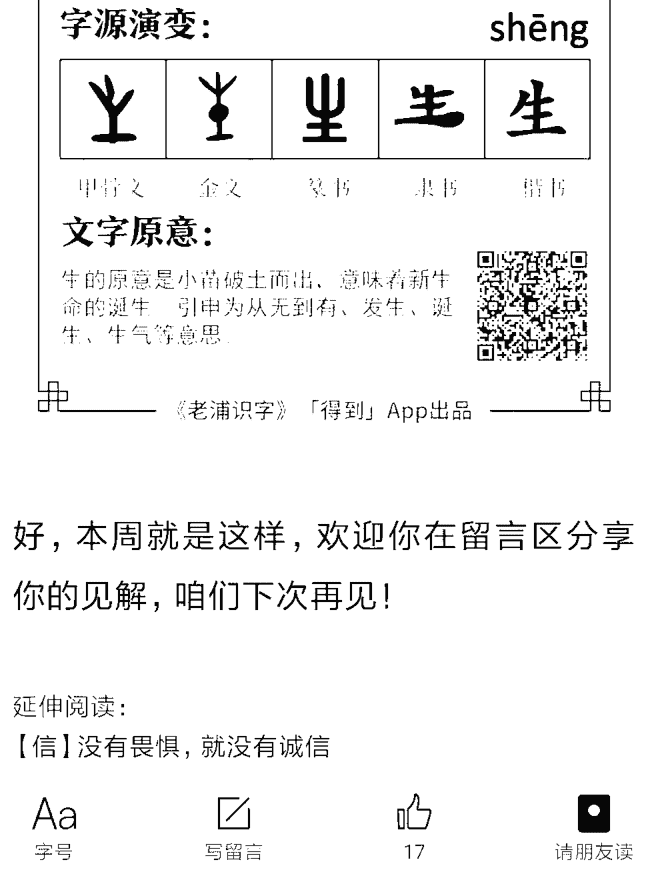 字源演变：
shēng
甲骨文 金文 篆书 隶书 楷书
文字原意：
生的原意是小苗破土而出、意味着新生
命的诞生 引申为从无到有、发生、诞
生、生气等意思
《老浦识字》「得到」App出品
好，本周就是这样，欢迎你在留言区分享
你的见解，咱们下次再见！
延伸阅读：
【信】没有畏惧，就没有诚信
Aa
字号 写留言 17 请朋友读